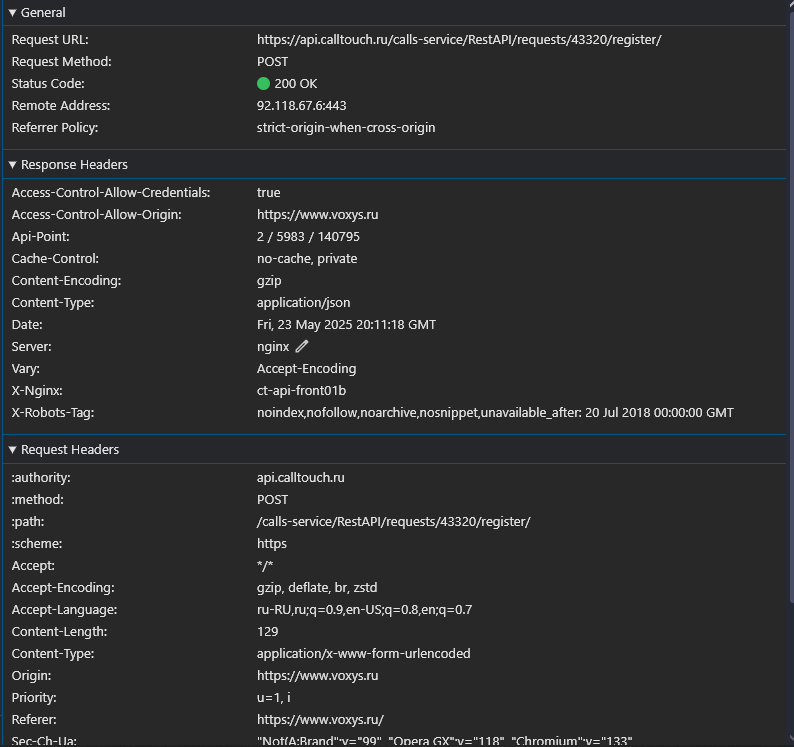 General
Request URL: https://api.calltouch.ru/calls-service/RestAPI/requests/43320/register/
Request Method: POST
Status Code: 200 OK
Remote Address: 92.118.67.6:443
Referrer Policy: strict-origin-when-cross-origin
Response Headers
Access-Control-Allow-Credentials: true
Access-Control-Allow-Origin: https://www.voxys.ru
Api-Point: 2 / 5983 / 140795
Cache-Control: no-cache, private
Content-Encoding: gzip
Content-Type: application/json
Date: Fri, 23 May 2025 20:11:18 GMT
Server: nginx
Vary: Accept-Encoding
X-Nginx: ct-api-front01b
X-Robots-Tag: noindex,nofollow,noarchive,nosnippet,unavailable_after: 20 Jul 2018 00:00:00 GMT
Request Headers
:authority: api.calltouch.ru
:method: POST
:path: /calls-service/RestAPI/requests/43320/register/
:scheme: https
Accept: */*
Accept-Encoding: gzip, deflate, br, zstd
Accept-Language: ru-RU,ru;q=0.9,en-US;q=0.8,en;q=0.7
Content-Length: 129
Content-Type: application/x-www-form-urlencoded
Origin: https://www.voxys.ru
Priority: u=1, i
Referer: https://www.voxys.ru/
Sec-Ch-Ua: "Not(A:Brand";v="99", "Opera GX";v="118", "Chromium";v="133"